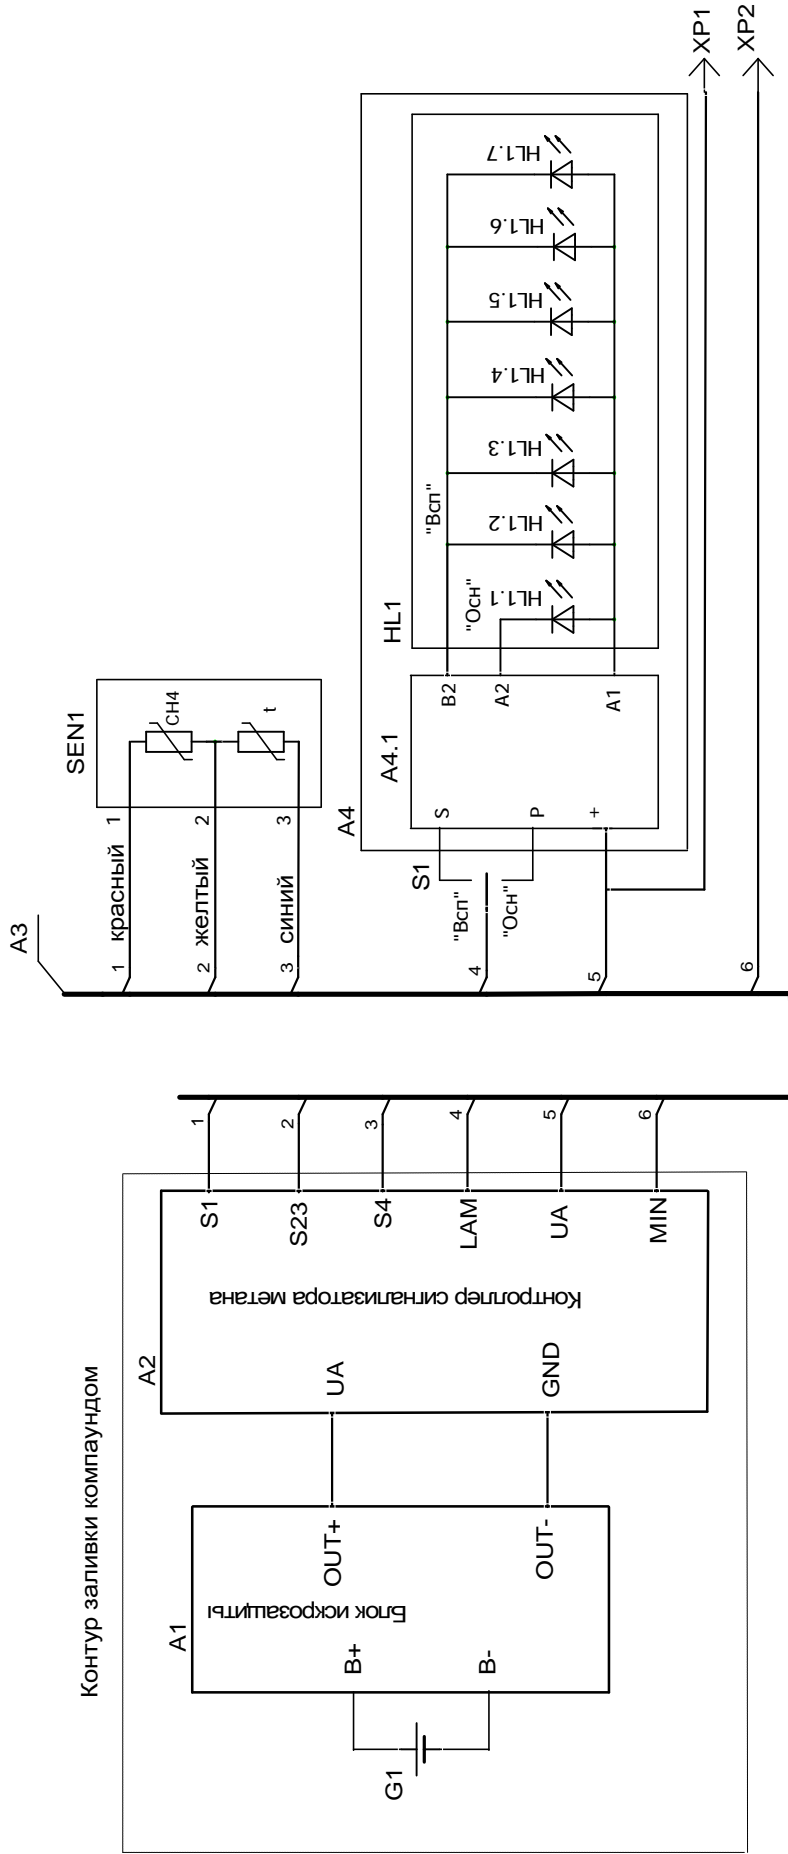 Контур заливки компаундом
G1
A1
B+
B-
Блок искрозащиты
OUT+
OUT-
A2
UA
GND
Контроллер сигнализатора метана
S1
S23
S4
LAM
UA
MIN
1
2
3
4
5
6
A3
1
2
3
4
5
6
красный
желтый
синий
1
2
3
SEN1
CH4
t
S1
"Всп"
"Осн"
A4
A4.1
S
P
+
B2
A2
A1
HL1
"Всп"
"Осн"
HL1.1
HL1.2
HL1.3
HL1.4
HL1.5
HL1.6
HL1.7
XP1
XP2